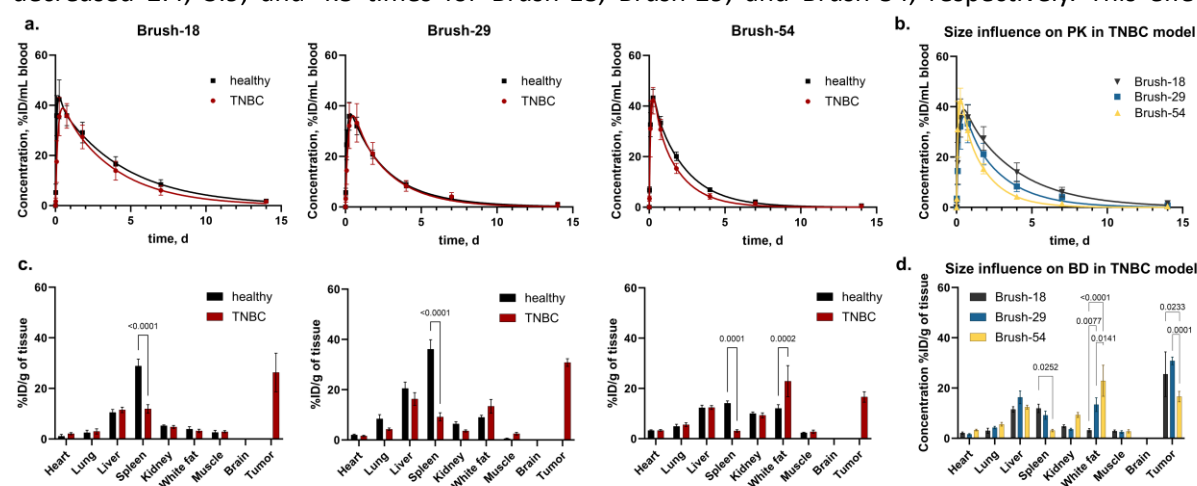 a.
Brush-18
Brush-29
Brush-54
b.
Size influence on PK in TNBC model
Concentration, %ID/mL blood
60
40
20
0
0
5
10
15
time, d
healthy
TNBC
Concentration, %ID/mL blood
60
40
20
0
0
5
10
15
time, d
healthy
TNBC
Concentration, %ID/mL blood
60
40
20
0
0
5
10
15
time, d
healthy
TNBC
Concentration, %ID/mL blood
60
40
20
0
0
5
10
15
time, d
Brush-18
Brush-29
Brush-54
c.
%ID/g of tissue
60
40
20
0
<0.0001
healthy
TNBC
Heart
Lung
Liver
Spleen
Kidney
White fat
Muscle
Brain
Tumor
%ID/g of tissue
60
40
20
0
<0.0001
healthy
TNBC
Heart
Lung
Liver
Spleen
Kidney
White fat
Muscle
Brain
Tumor
%ID/g of tissue
60
40
20
0
0.0001
0.0002
healthy
TNBC
Heart
Lung
Liver
Spleen
Kidney
White fat
Muscle
Brain
Tumor
d.
Size influence on BD in TNBC model
Concentration %ID/g of tissue
60
40
20
0
Brush-18
Brush-29
Brush-54
0.0252
<0.0001
0.0077
0.0141
0.0233
0.0001
Heart
Lung
Liver
Spleen
Kidney
White fat
Muscle
Brain
Tumor